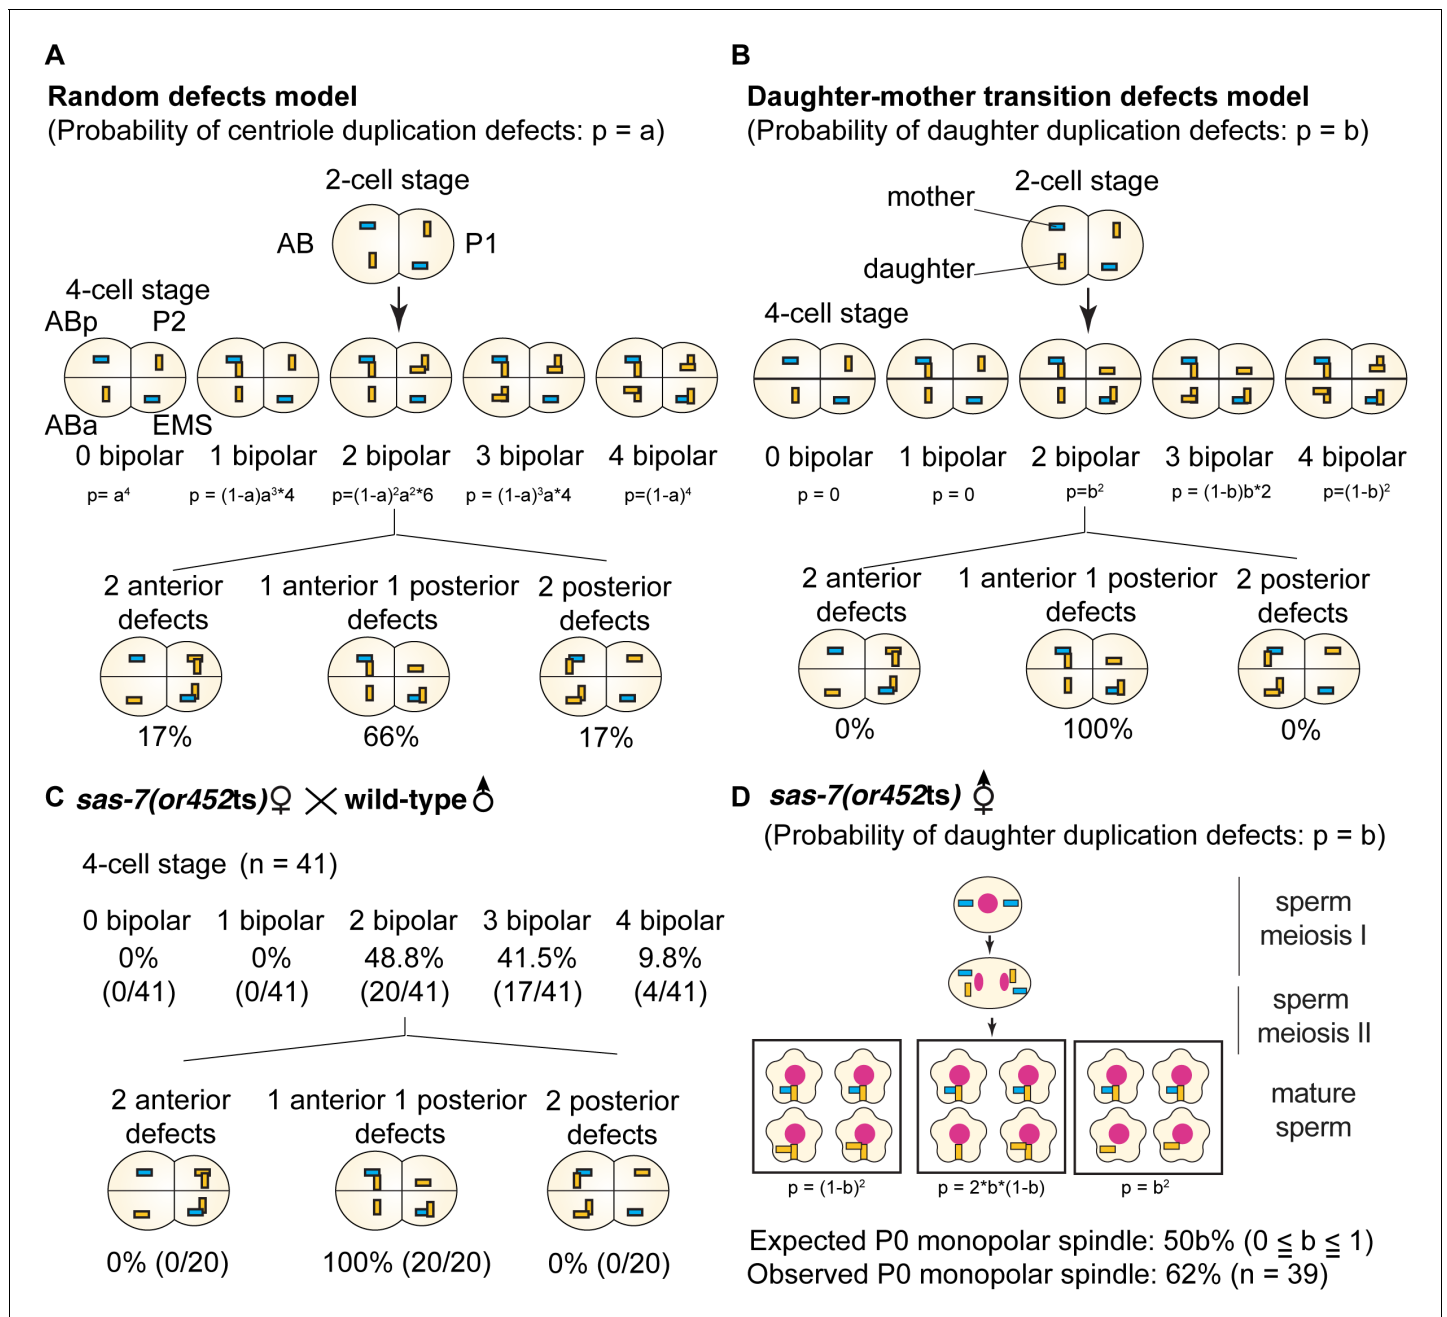 A
Random defects model
(Probability of centriole duplication defects: p = a)
2-cell stage
AB
P1
4-cell stage
ABp P2
ABa EMS
0 bipolar 1 bipolar 2 bipolar 3 bipolar 4 bipolar
p= a⁴ p = (1-a)a³*4 p=(1-a)²a²*6 p = (1-a)³a*4 p=(1-a)⁴
2 anterior 1 anterior 1 posterior 2 posterior
defects defects defects
17% 66% 17%
B
Daughter-mother transition defects model
(Probability of daughter duplication defects: p = b)
mother
2-cell stage
daughter
4-cell stage
0 bipolar 1 bipolar 2 bipolar 3 bipolar 4 bipolar
p = 0 p = 0 p=b² p = (1-b)b*2 p=(1-b)²
2 anterior 1 anterior 1 posterior 2 posterior
defects defects defects
0% 100% 0%
C sas-7(or452ts)♀ ╳ wild-type♂
4-cell stage (n = 41)
0 bipolar 1 bipolar 2 bipolar 3 bipolar 4 bipolar
0% 0% 48.8% 41.5% 9.8%
(0/41) (0/41) (20/41) (17/41) (4/41)
2 anterior 1 anterior 1 posterior 2 posterior
defects defects defects
0% (0/20) 100% (20/20) 0% (0/20)
D sas-7(or452ts) ⚥
(Probability of daughter duplication defects: p = b)
sperm
meiosis I
sperm
meiosis II
mature
sperm
p = (1-b)² p = 2*b*(1-b) p = b²
Expected P0 monopolar spindle: 50b% (0 ≦ b ≦ 1)
Observed P0 monopolar spindle: 62% (n = 39)